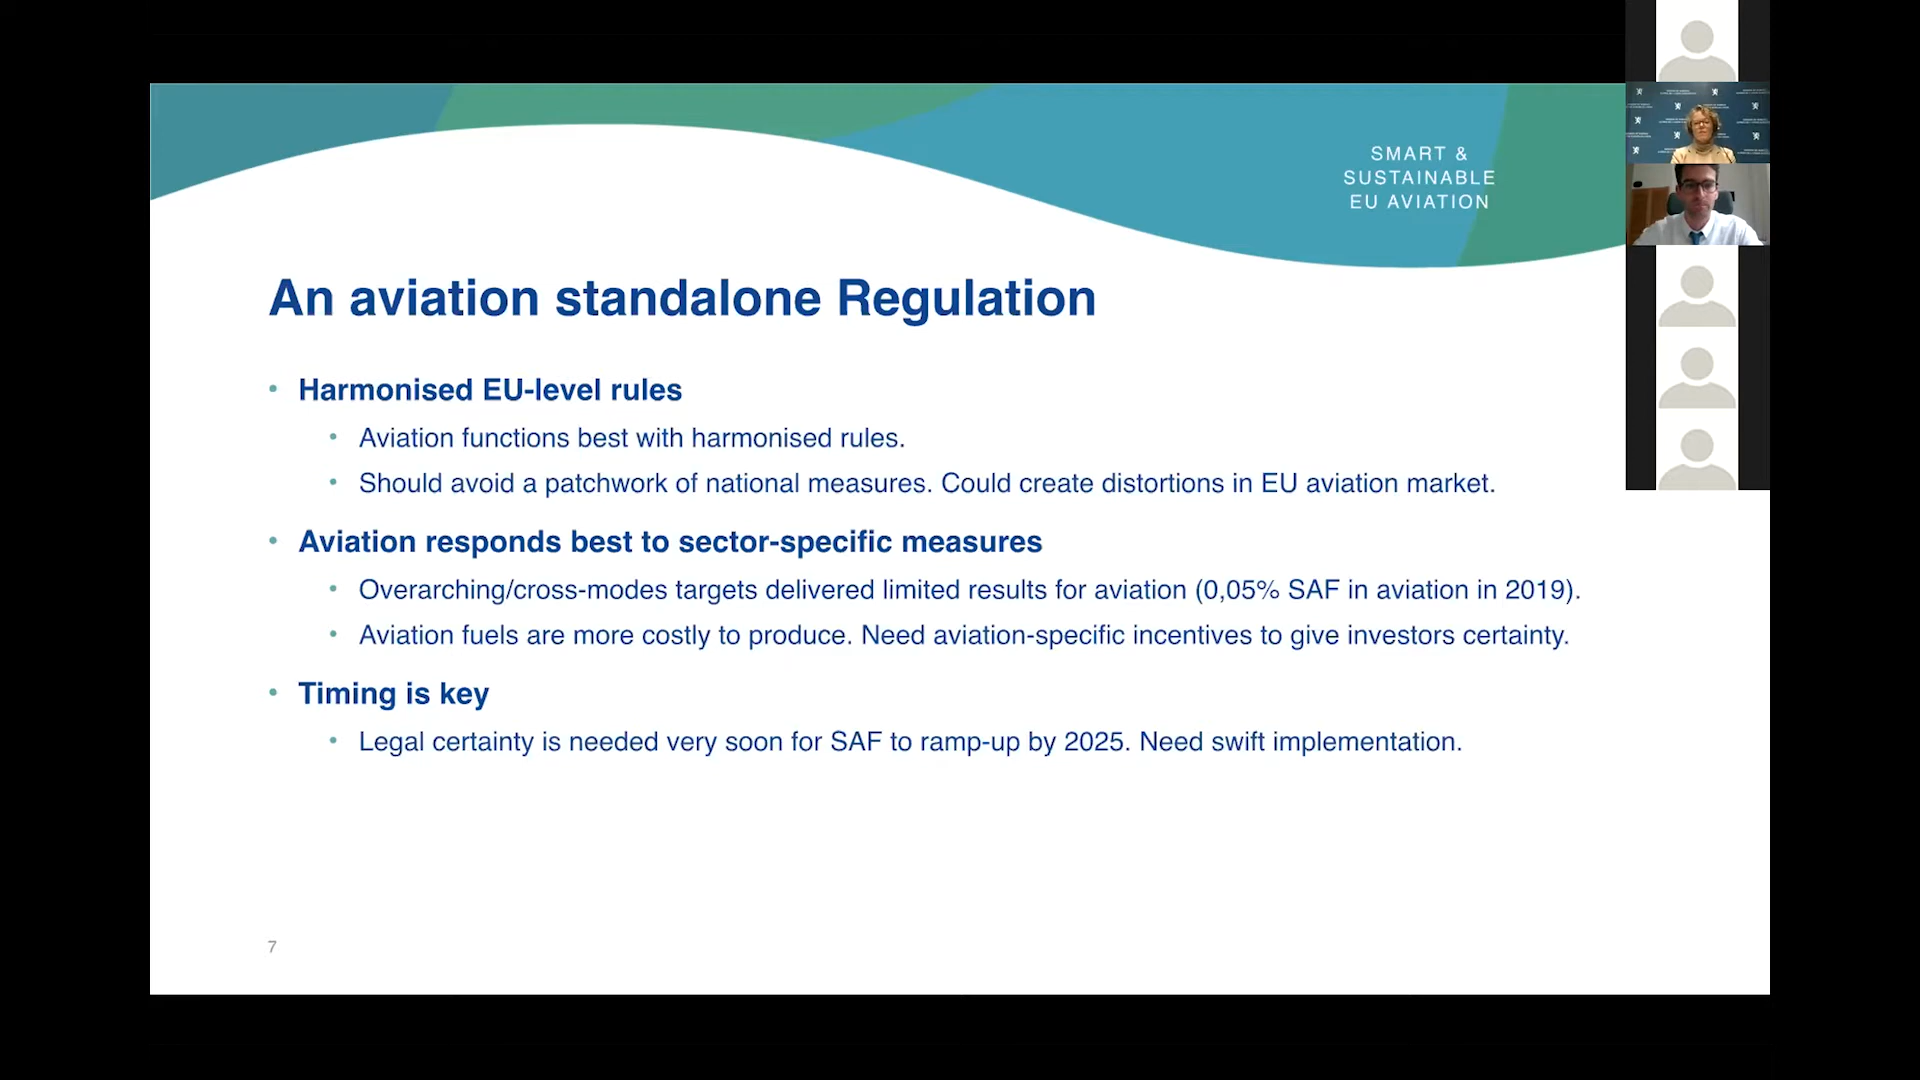 SMART &
SUSTAINABLE
EU AVIATION
An aviation standalone Regulation
• Harmonised EU-level rules
• Aviation functions best with harmonised rules.
• Should avoid a patchwork of national measures. Could create distortions in EU aviation market.
• Aviation responds best to sector-specific measures
• Overarching/cross-modes targets delivered limited results for aviation (0,05% SAF in aviation in 2019).
• Aviation fuels are more costly to produce. Need aviation-specific incentives to give investors certainty.
• Timing is key
• Legal certainty is needed very soon for SAF to ramp-up by 2025. Need swift implementation.
7